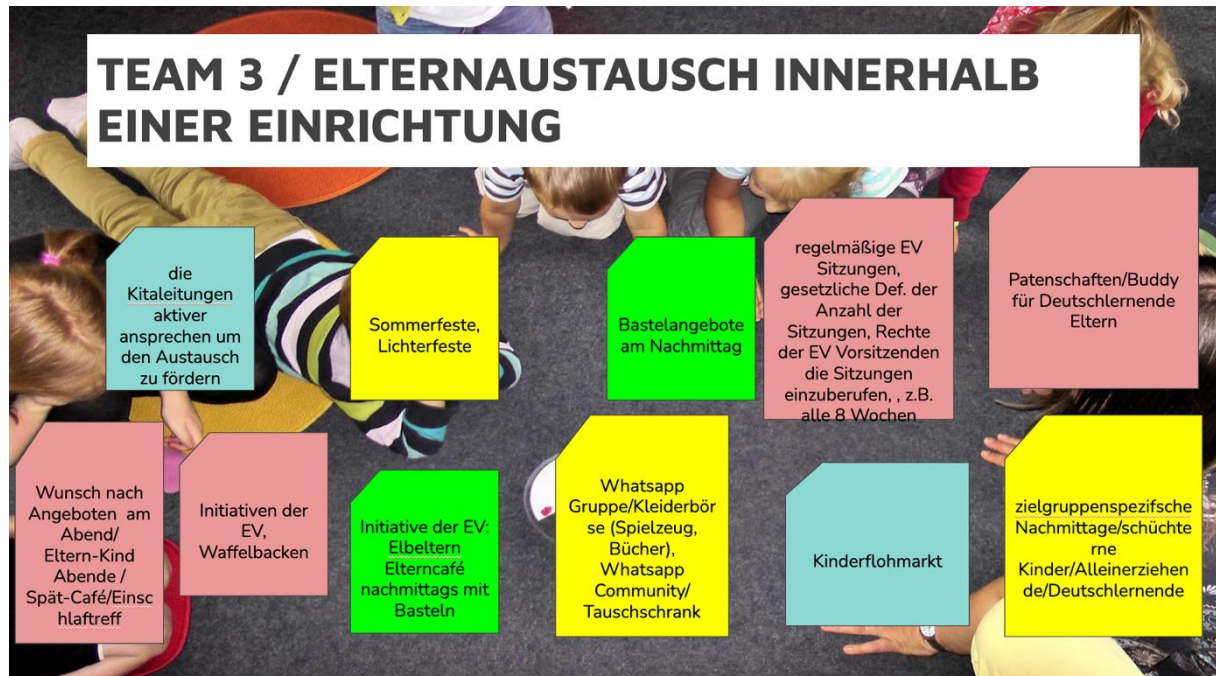 TEAM 3 / ELTERNAUSTAUSCH INNERHALB
EINER EINRICHTUNG
die
Kitaleitungen
aktiver
ansprechen um
den Austausch
zu fördern
Sommerfeste,
Lichterfeste
Bastelangebote
am Nachmittag
regelmäßige EV
Sitzungen,
gesetzliche Def. der
Anzahl der
Sitzungen, Rechte
der EV Vorsitzenden
die Sitzungen
einzuberufen, , z.B.
alle 8 Wochen
Patenschaften/Buddy
für Deutschlernende
Eltern
Wunsch nach
Angeboten am
Abend/
Eltern-Kind
Abende /
Spät-Café/Einsc
hlaftreff
Initiativen der
EV,
Waffelbacken
Initiative der EV:
Elbeltern
Elterncafé
nachmittags mit
Basteln
Whatsapp
Gruppe/Kleiderbör
se (Spielzeug,
Bücher),
Whatsapp
Community/
Tauschschrank
Kinderflohmarkt
zielgruppenspezifsche
Nachmittage/schüchte
rne
Kinder/Alleinerziehen
de/Deutschlernende